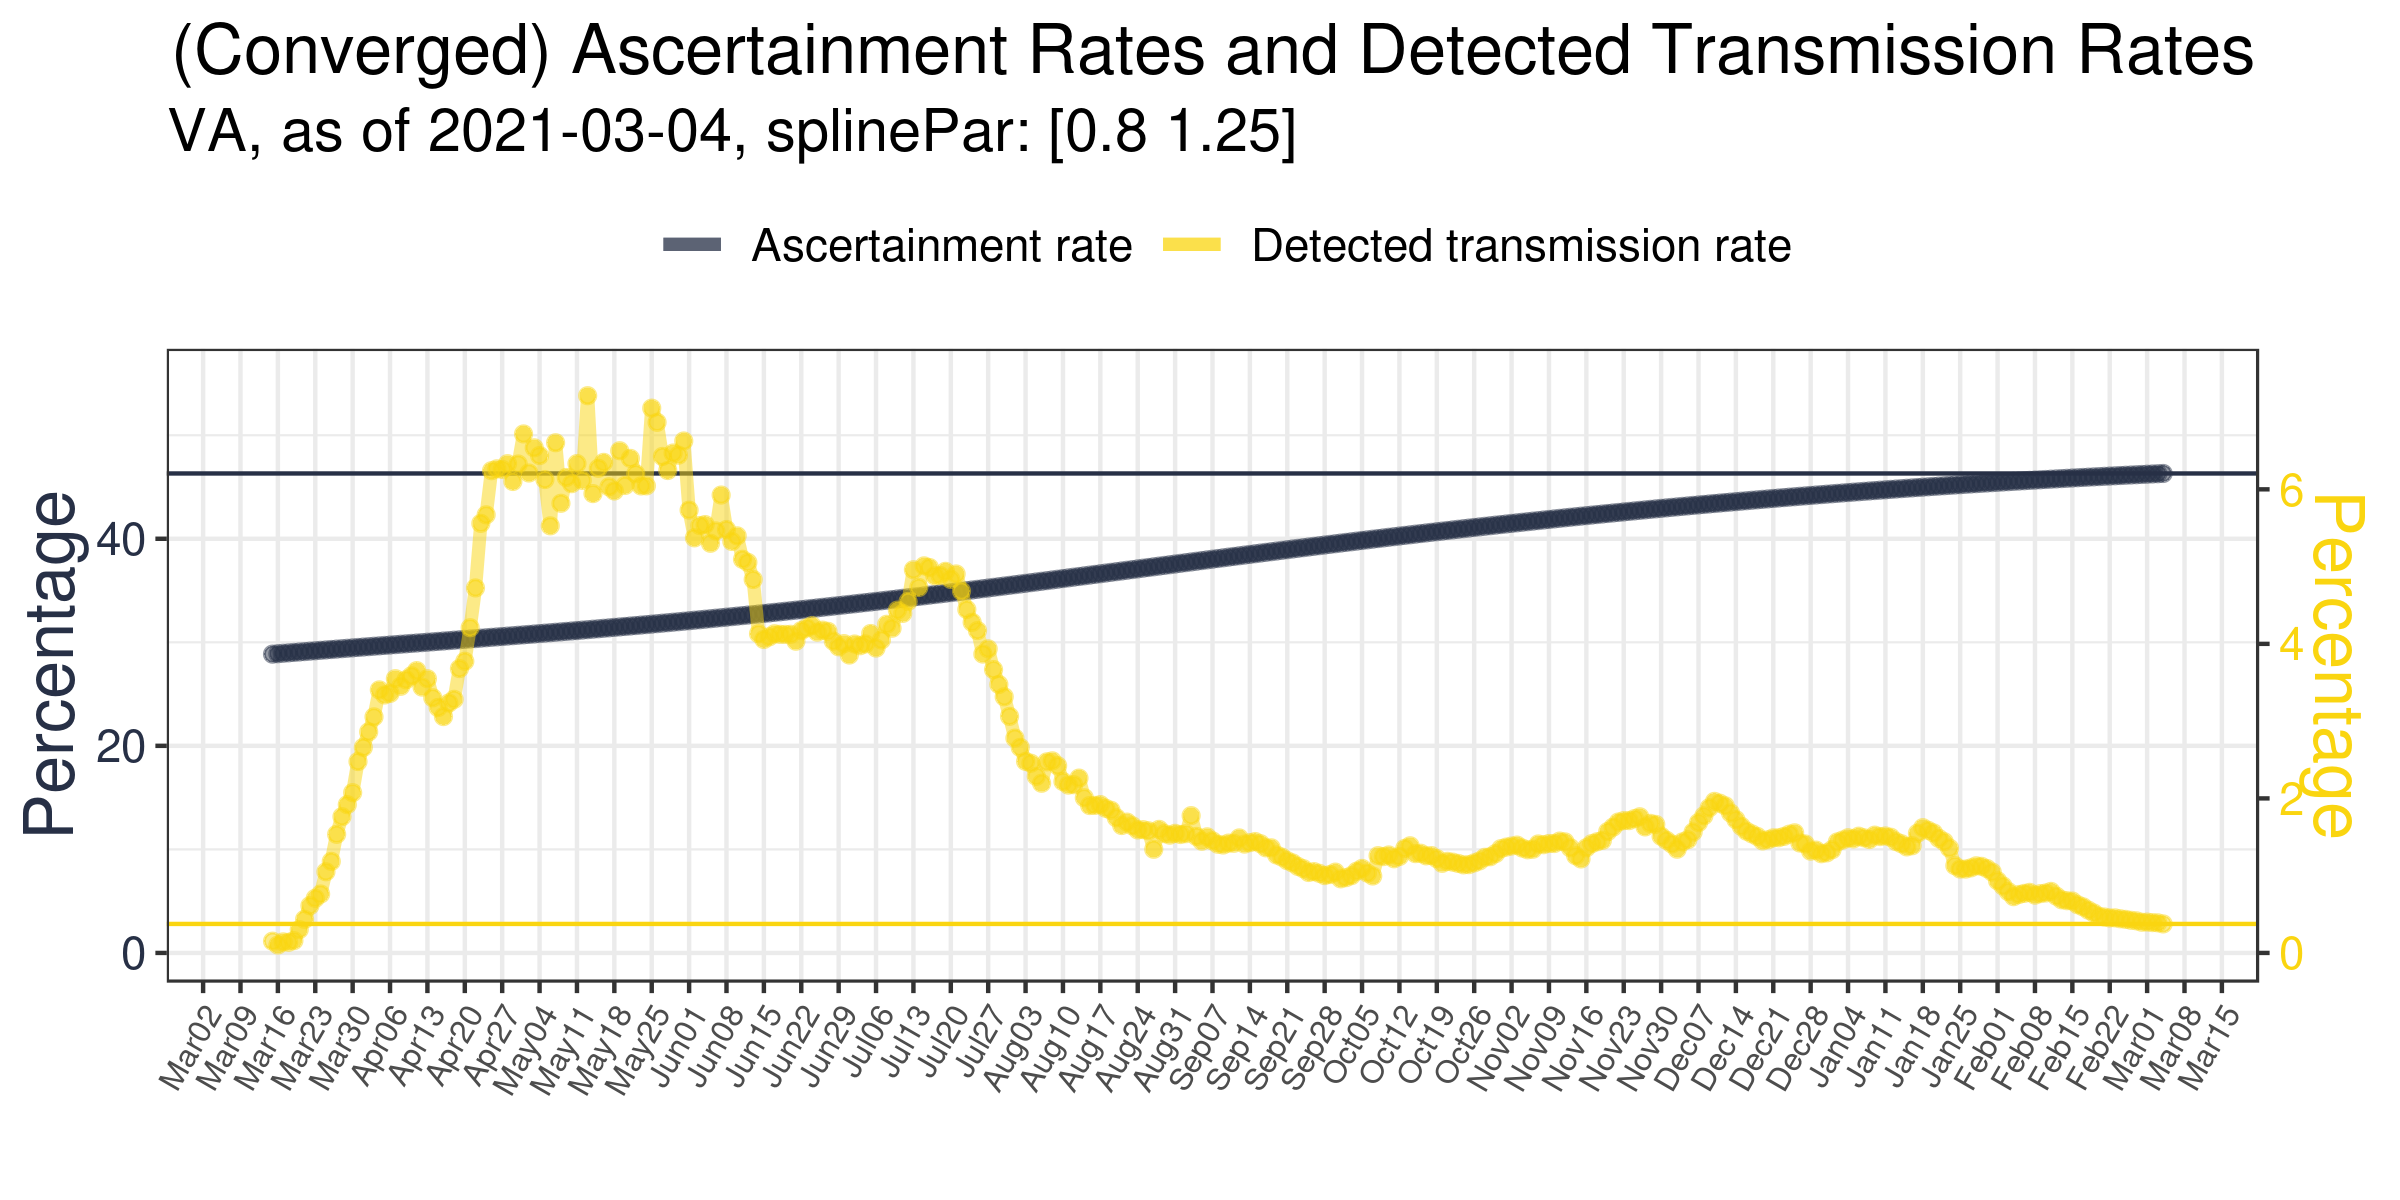 (Converged) Ascertainment Rates and Detected Transmission Rates
VA, as of 2021-03-04, splinePar: [0.8 1.25]
Ascertainment rate Detected transmission rate
Percentage
40
20
0
6
4
2
0
Percentage
Mar02 Mar09 Mar16 Mar23 Mar30 Apr06 Apr13 Apr20 Apr27 May04 May11 May18 May25 Jun01 Jun08 Jun15 Jun22 Jun29 Jul06 Jul13 Jul20 Jul27 Aug03 Aug10 Aug17 Aug24 Aug31 Sep07 Sep14 Sep21 Sep28 Oct05 Oct12 Oct19 Oct26 Nov02 Nov09 Nov16 Nov23 Nov30 Dec07 Dec14 Dec21 Dec28 Jan04 Jan11 Jan18 Jan25 Feb01 Feb08 Feb15 Feb22 Mar01 Mar08 Mar15